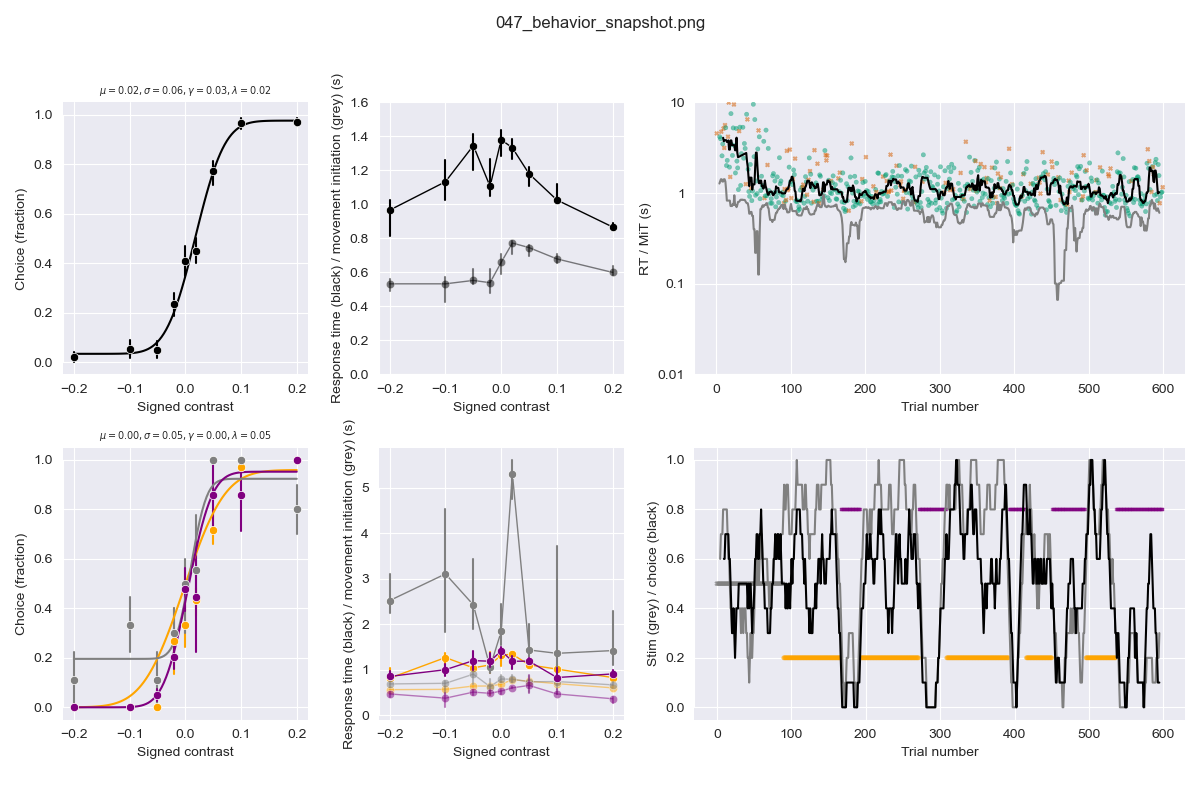 047_behavior_snapshot.png
μ = 0.02, σ = 0.06, γ = 0.03, λ = 0.02
Choice (fraction)
1.0
0.8
0.6
0.4
0.2
0.0
−0.2 −0.1 0.0 0.1 0.2
Signed contrast
Response time (black) / movement initiation (grey) (s)
1.6
1.4
1.2
1.0
0.8
0.6
0.4
0.2
0.0
−0.2 −0.1 0.0 0.1 0.2
Signed contrast
RT / MiT (s)
10
1
0.1
0.01
0 100 200 300 400 500 600
Trial number
μ = 0.00, σ = 0.05, γ = 0.00, λ = 0.05
Choice (fraction)
1.0
0.8
0.6
0.4
0.2
0.0
−0.2 −0.1 0.0 0.1 0.2
Signed contrast
Response time (black) / movement initiation (grey) (s)
5
4
3
2
1
0
−0.2 −0.1 0.0 0.1 0.2
Signed contrast
Stim (grey) / choice (black)
1.0
0.8
0.6
0.4
0.2
0.0
0 100 200 300 400 500 600
Trial number